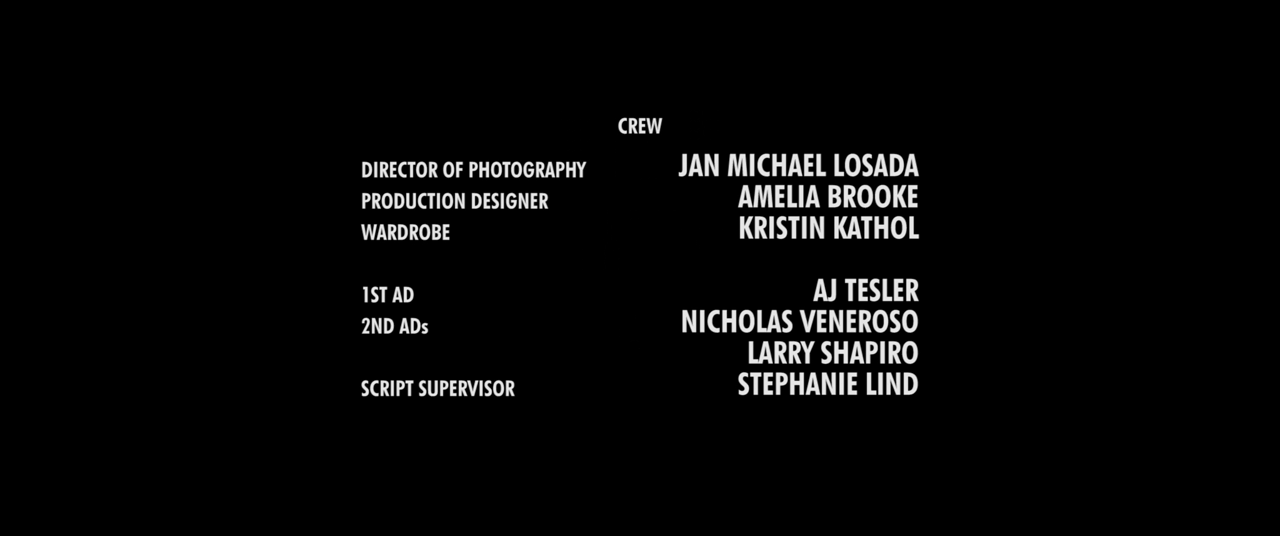 CREW
DIRECTOR OF PHOTOGRAPHY JAN MICHAEL LOSADA
PRODUCTION DESIGNER AMELIA BROOKE
WARDROBE KRISTIN KATHOL
1ST AD AJ TESLER
2ND ADs NICHOLAS VENEROSO
LARRY SHAPIRO
SCRIPT SUPERVISOR STEPHANIE LIND